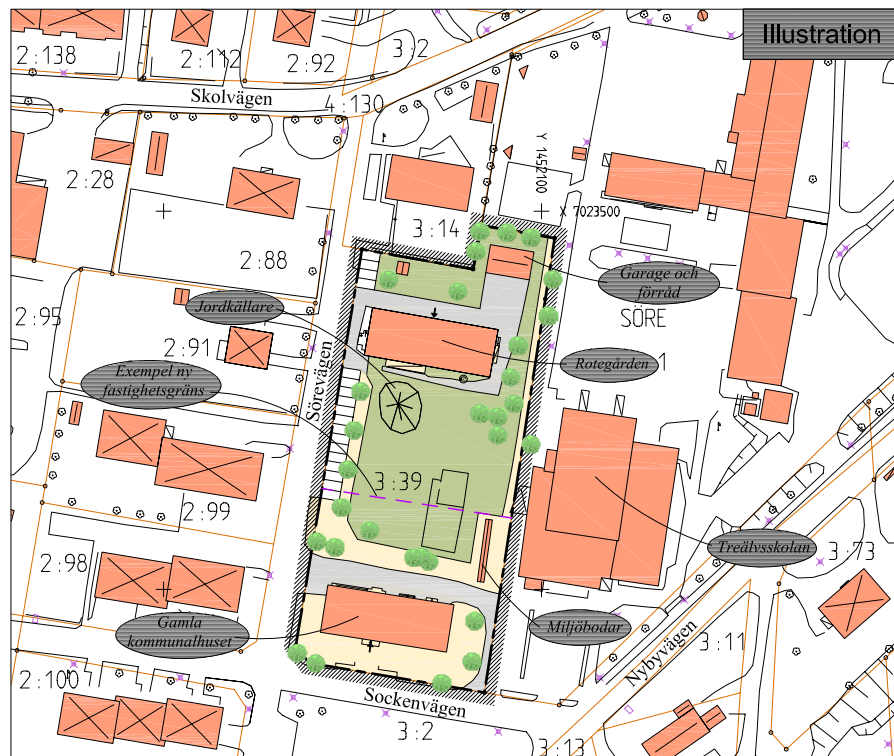 Illustration
2:138
2:112
2:92
3:2
Skolvägen
4:130
2:28
Y 1452100
X 7023500
3:14
2:88
Garage och
förråd
SÖRE
Jordkällare
2:95
2:91
Exempel ny
fastighetsgräns
Sörevägen
Rotegården
1
3:39
2:99
Treälvsskolan
3:73
2:98
Gamla
kommunalhuset
Miljöbodar
3:11
Nybyvägen
2:100
Sockenvägen
3:2
3:13